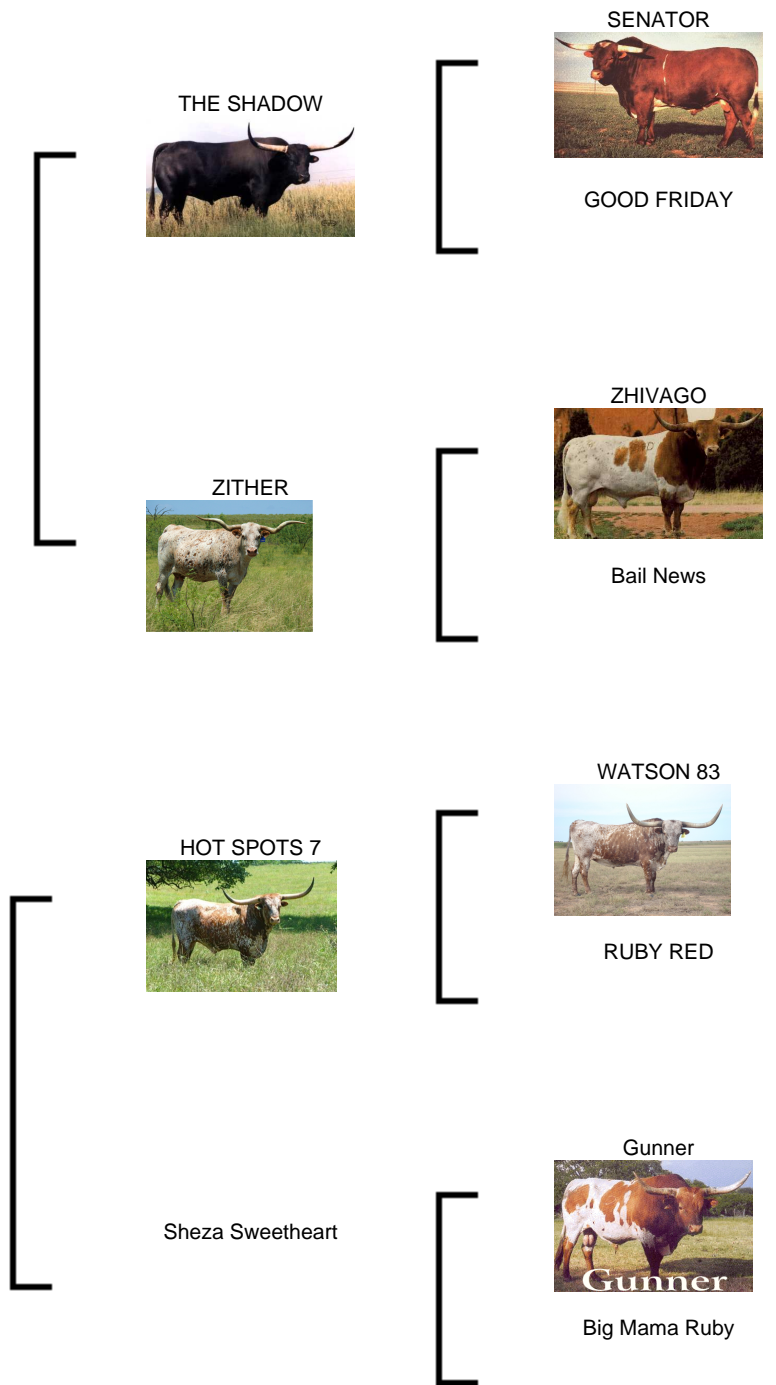 SENATOR
THE SHADOW
GOOD FRIDAY
ZHIVAGO
ZITHER
Bail News
WATSON 83
HOT SPOTS 7
RUBY RED
Gunner
Sheza Sweetheart
Gunner
Big Mama Ruby